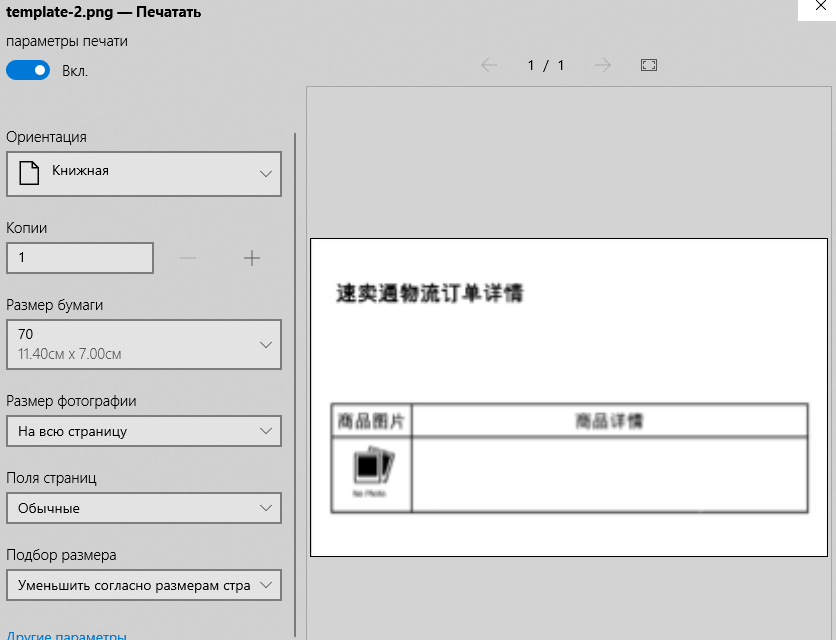 template-2.png — Печатать
параметры печати
Вкл.
1 / 1
Ориентация
Книжная
Копии
1
Размер бумаги
70
11.40см x 7.00см
Размер фотографии
На всю страницу
Поля страниц
Обычные
Подбор размера
Уменьшить согласно размерам стра
Другие параметры
速卖通物流订单详情
商品图片 商品详情
No Photo